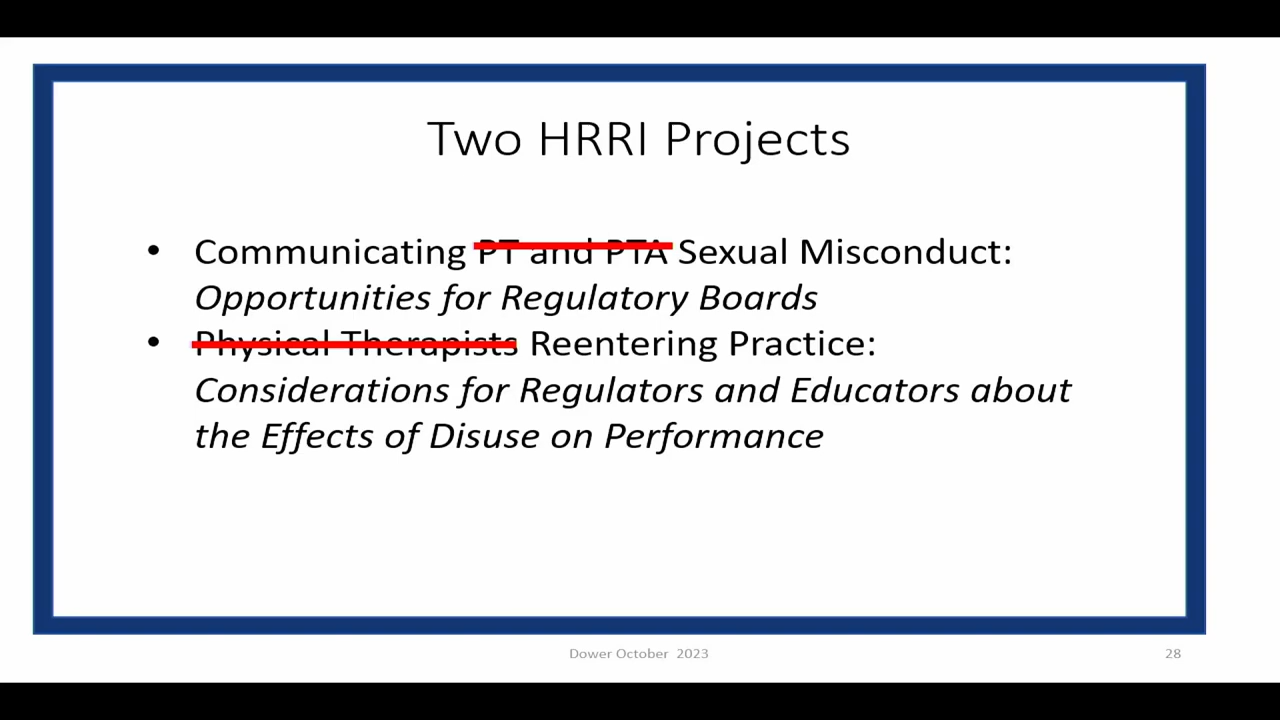 Two HRRI Projects
• Communicating PT and PTA Sexual Misconduct:
Opportunities for Regulatory Boards
• Physical Therapists Reentering Practice:
Considerations for Regulators and Educators about
the Effects of Disuse on Performance
Dower October 2023
28